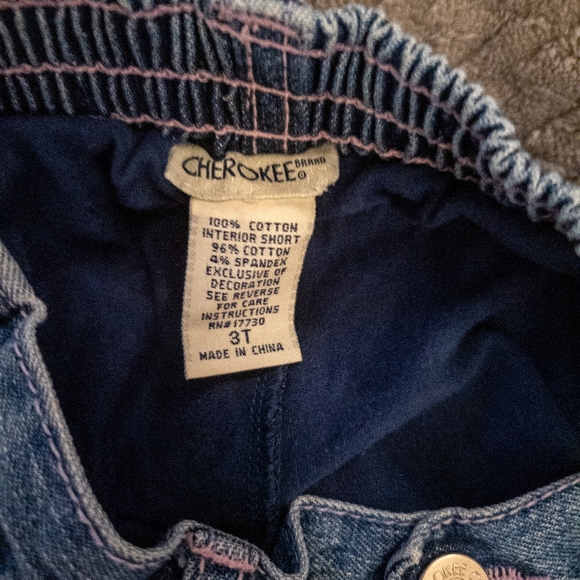 CHEROKEE BRAND
100% COTTON
INTERIOR SHORT
96% COTTON
4% SPANDEX
EXCLUSIVE OF
DECORATION
SEE REVERSE
FOR CARE
INSTRUCTIONS
RN#17730
3T
MADE IN CHINA